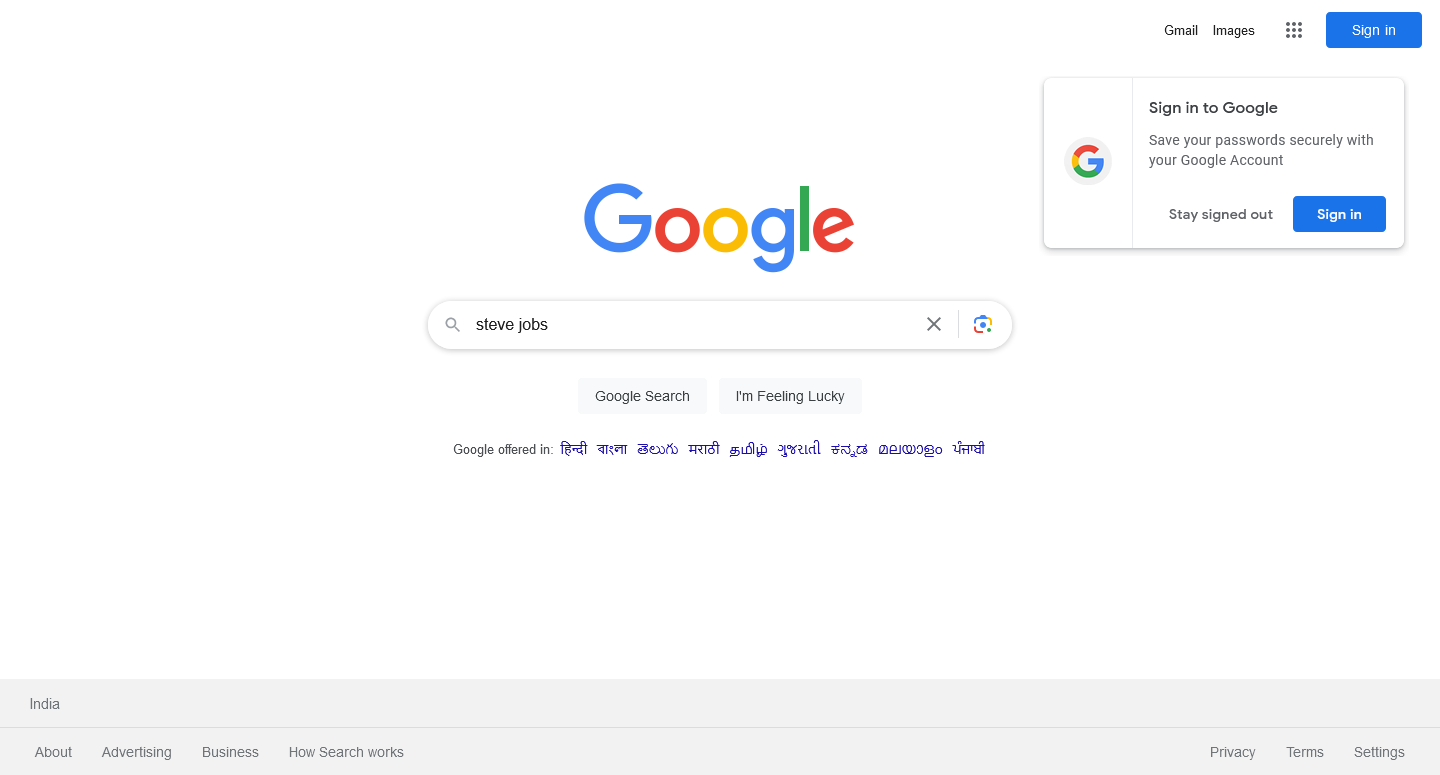 Gmail Images Sign in
Sign in to Google
Save your passwords securely with
your Google Account
Stay signed out Sign in
Google
steve jobs
Google Search I'm Feeling Lucky
Google offered in: हिन्दी বাংলা తెలుగు मराठी தமிழ் ગુજરાતી ಕನ್ನಡ മലയാളം ਪੰਜਾਬੀ
India
About Advertising Business How Search works Privacy Terms Settings